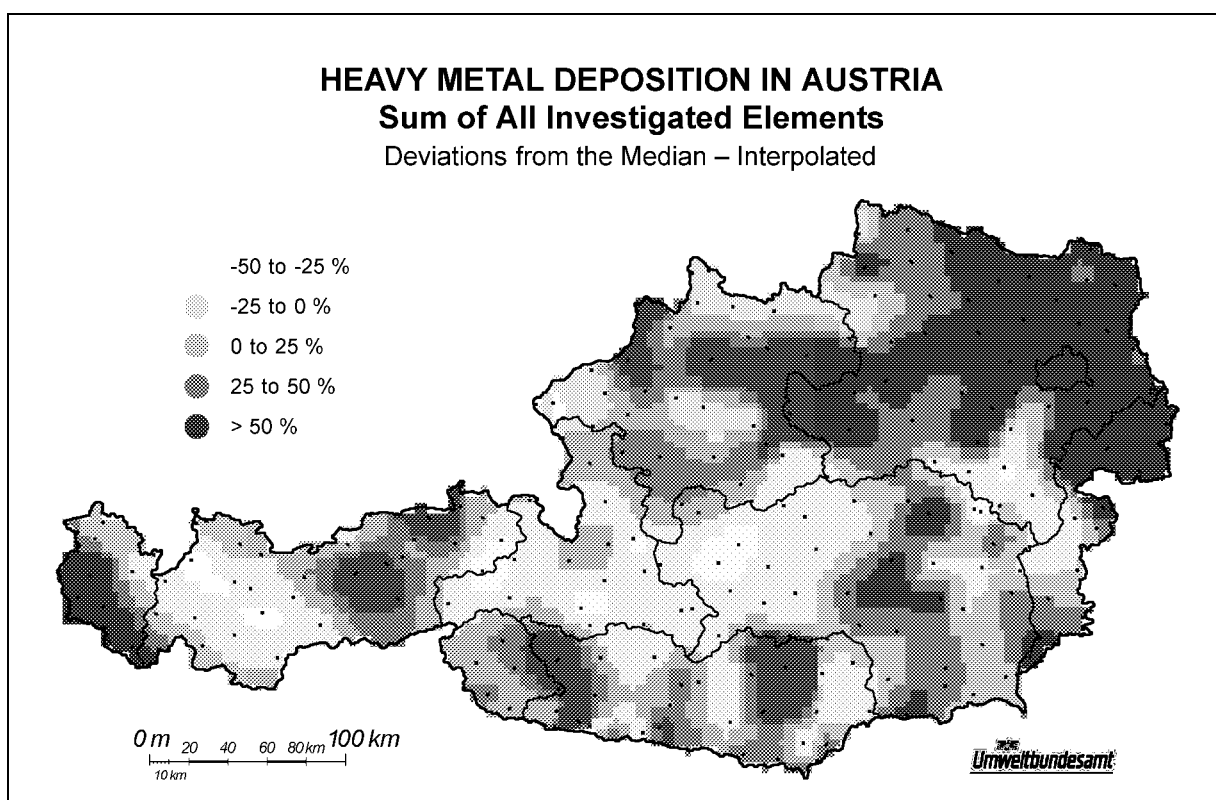 HEAVY METAL DEPOSITION IN AUSTRIA
Sum of All Investigated Elements
Deviations from the Median – Interpolated
-50 to -25 %
-25 to 0 %
0 to 25 %
25 to 50 %
> 50 %
0 m 20 40 60 80 km 100 km
10 km
Umweltbundesamt